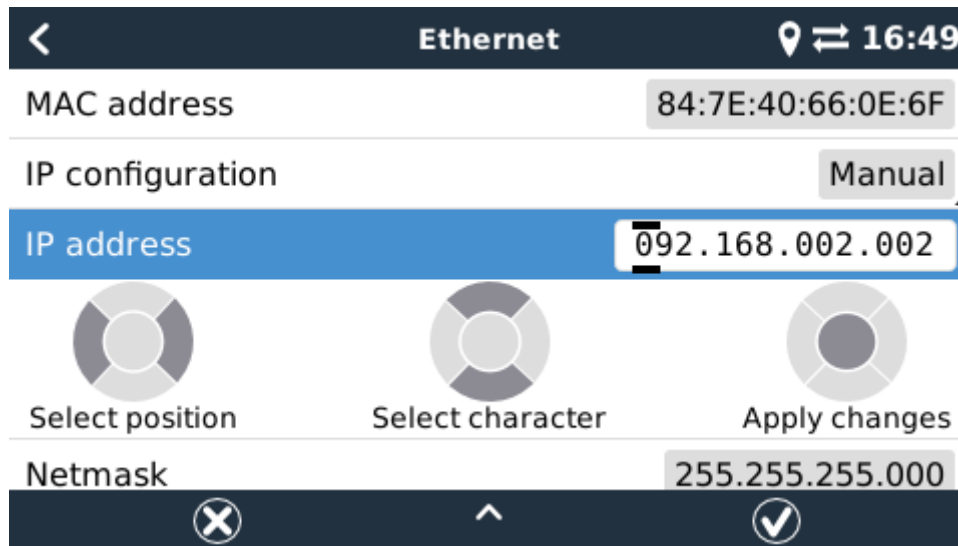 Ethernet 16:49
MAC address 84:7E:40:66:0E:6F
IP configuration Manual
IP address 092.168.002.002
Select position Select character Apply changes
Netmask 255.255.255.000